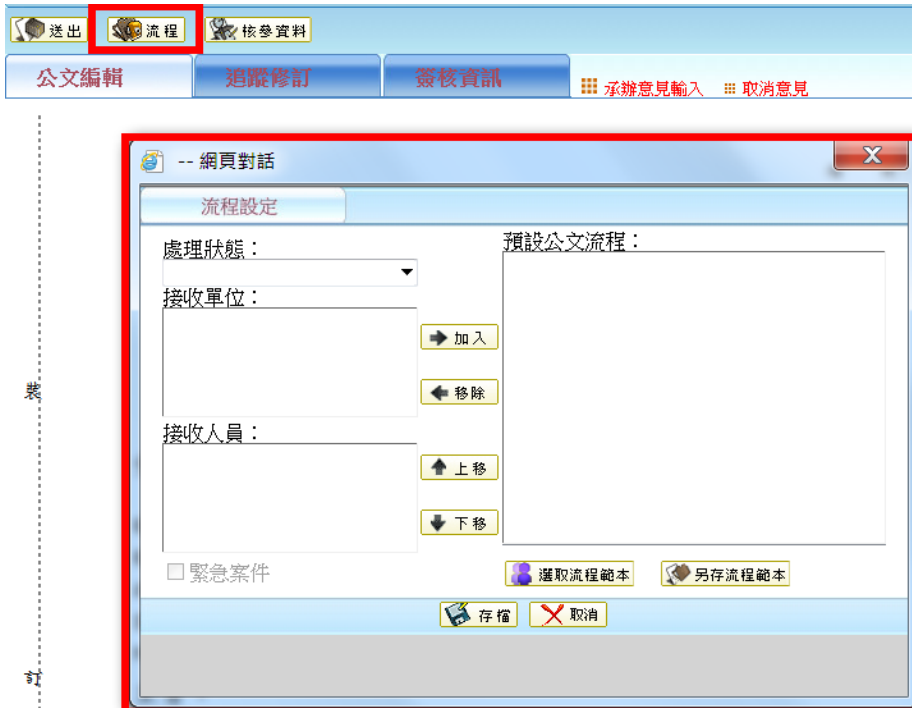 送出 流程 核參資料
公文編輯 追蹤修訂 簽核資訊 承辦意見輸入 取消意見
-- 網頁對話 X
流程設定
處理狀態：
接收單位：
接收人員：
緊急案件
加入
移除
上移
下移
預設公文流程：
選取流程範本 另存流程範本
存檔 取消
裝
訂